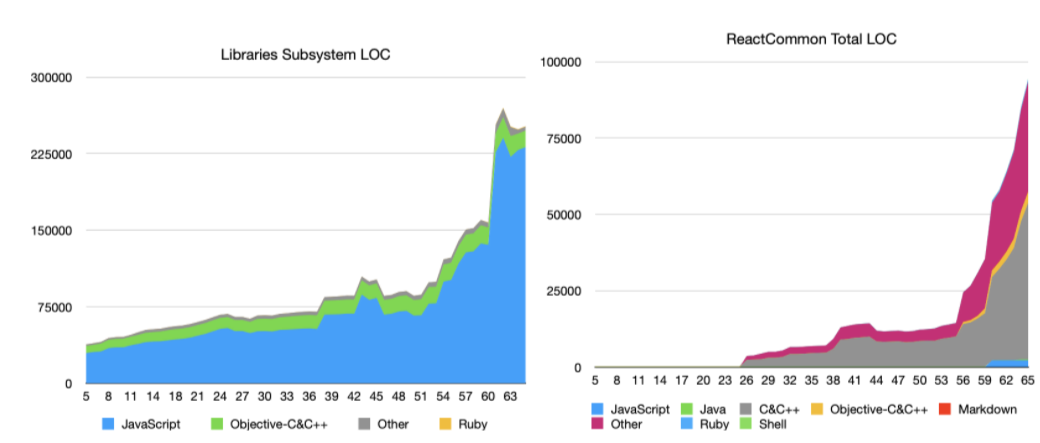 Libraries Subsystem LOC
300000
225000
150000
75000
0
5 8 11 14 17 20 24 27 30 33 36 39 42 45 48 51 54 57 60 63
JavaScript Objective-C&C++ Other Ruby
ReactCommon Total LOC
100000
75000
50000
25000
0
5 8 11 14 17 20 23 26 29 32 35 38 41 44 47 50 53 56 59 62 65
JavaScript Java C&C++ Objective-C&C++ Markdown
Other Ruby Shell